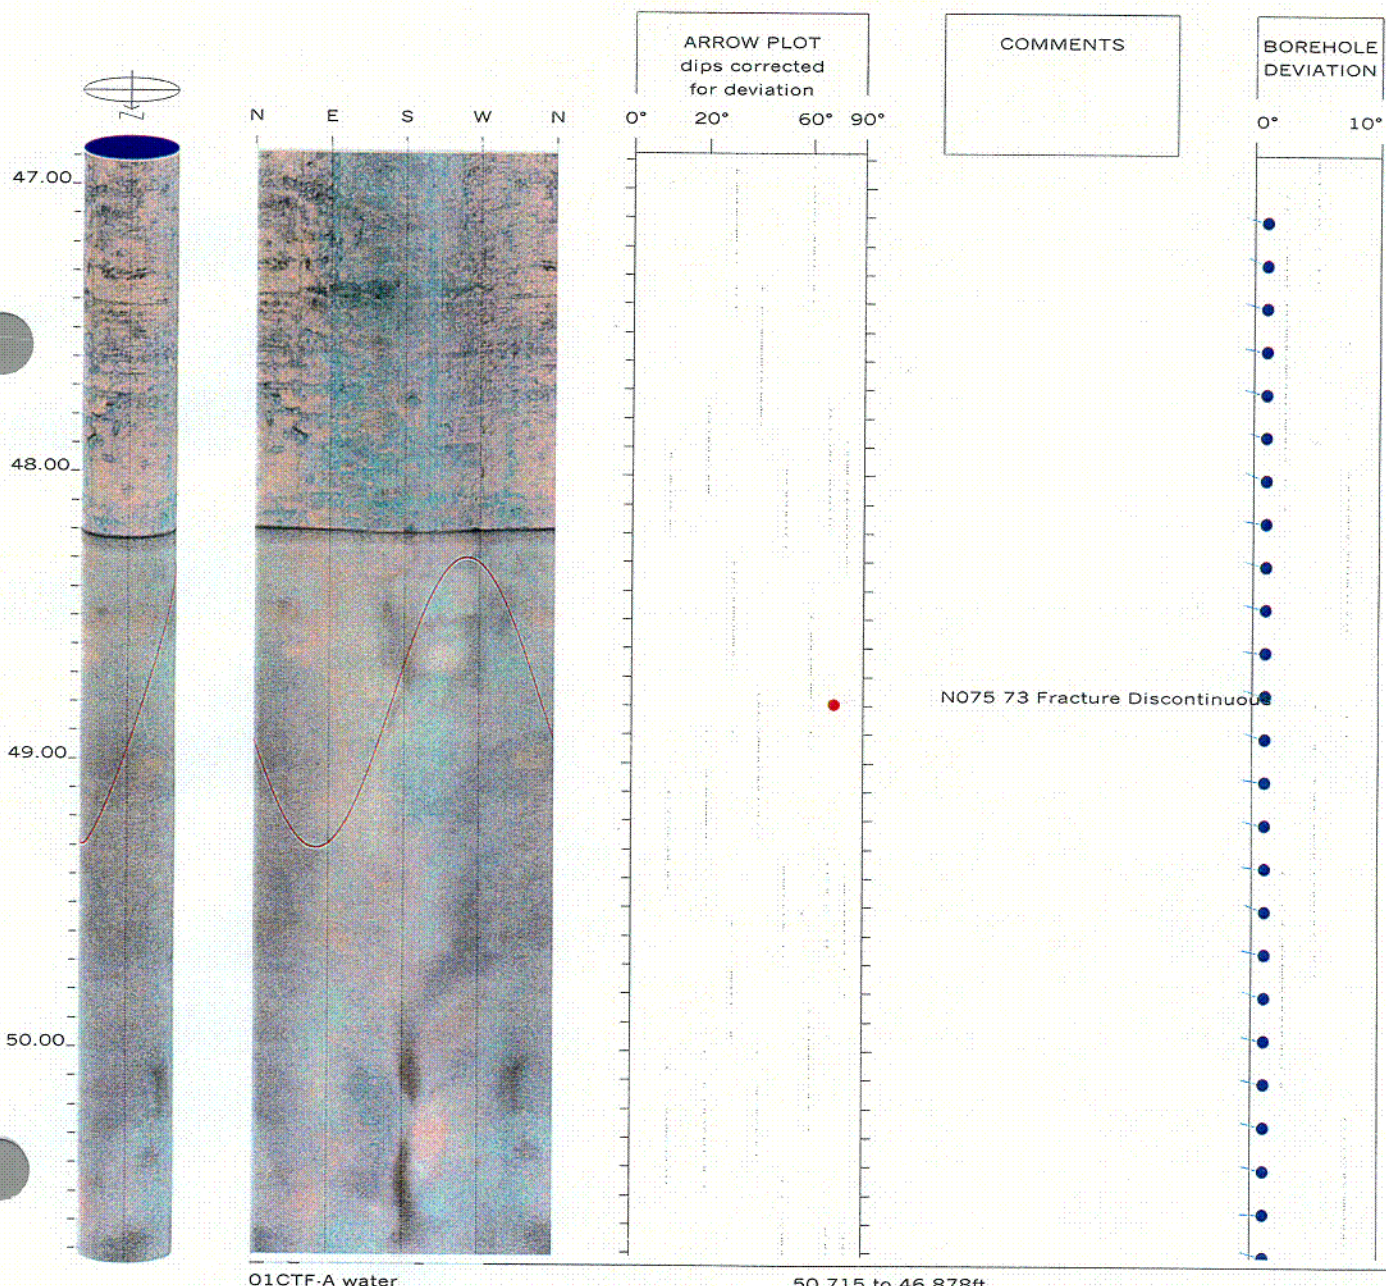 ARROW PLOT
dips corrected
for deviation
0° 20° 60° 90°
COMMENTS
BOREHOLE
DEVIATION
0° 10°
N
N E S W N
47.00
48.00
N075 73 Fracture Discontinuous
49.00
50.00
01CTF-A water
50.715 to 46.878ft